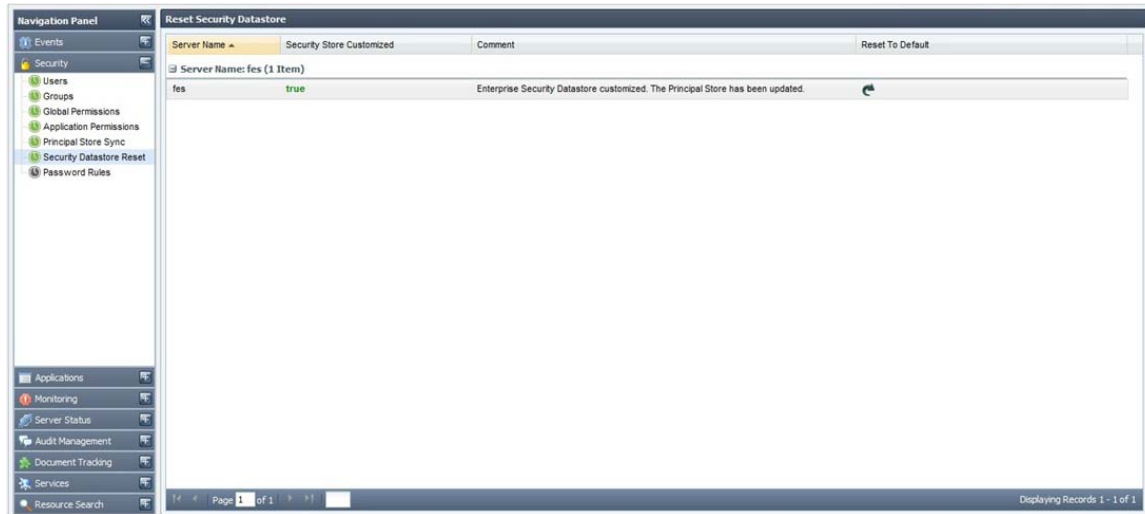 Navigation Panel
Events
Security
Users
Groups
Global Permissions
Application Permissions
Principal Store Sync
Security Datastore Reset
Password Rules
Applications
Monitoring
Server Status
Audit Management
Document Tracking
Services
Resource Search
Reset Security Datastore
Server Name Security Store Customized Comment Reset To Default
Server Name: fes (1 Item)
fes true Enterprise Security Datastore customized. The Principal Store has been updated.
Page 1 of 1 Displaying Records 1 - 1 of 1